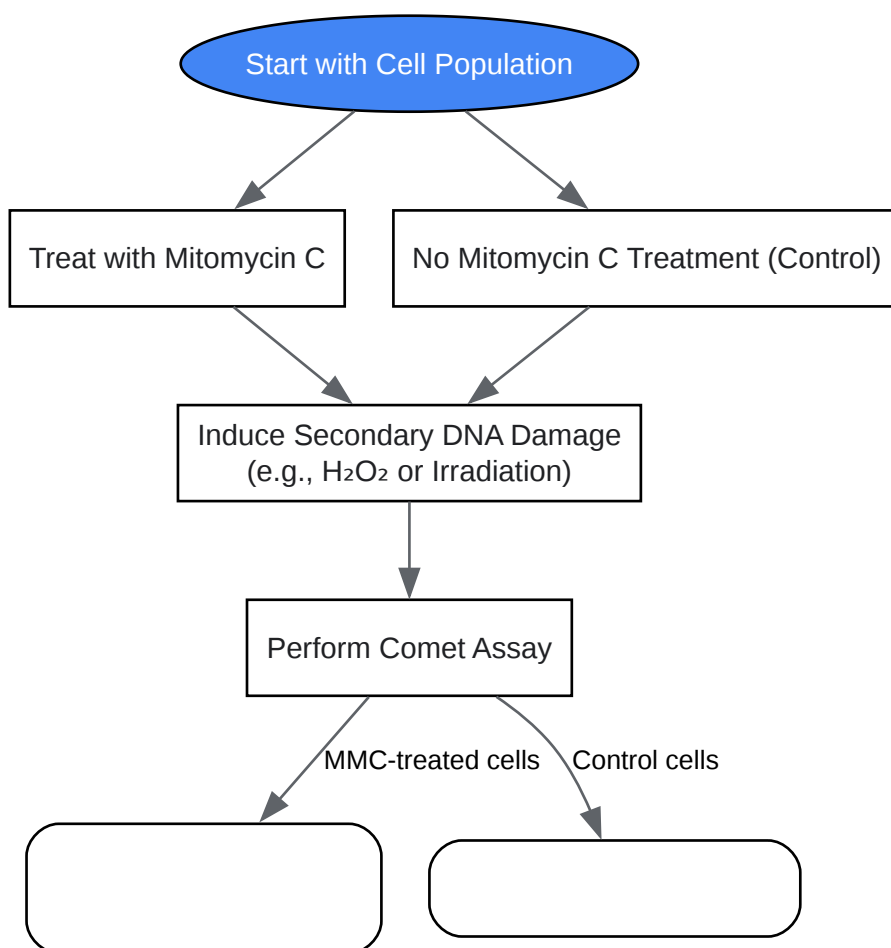 Start with Cell Population
Treat with Mitomycin C
No Mitomycin C Treatment (Control)
Induce Secondary DNA Damage
(e.g., H₂O₂ or Irradiation)
Perform Comet Assay
MMC-treated cells
Control cells